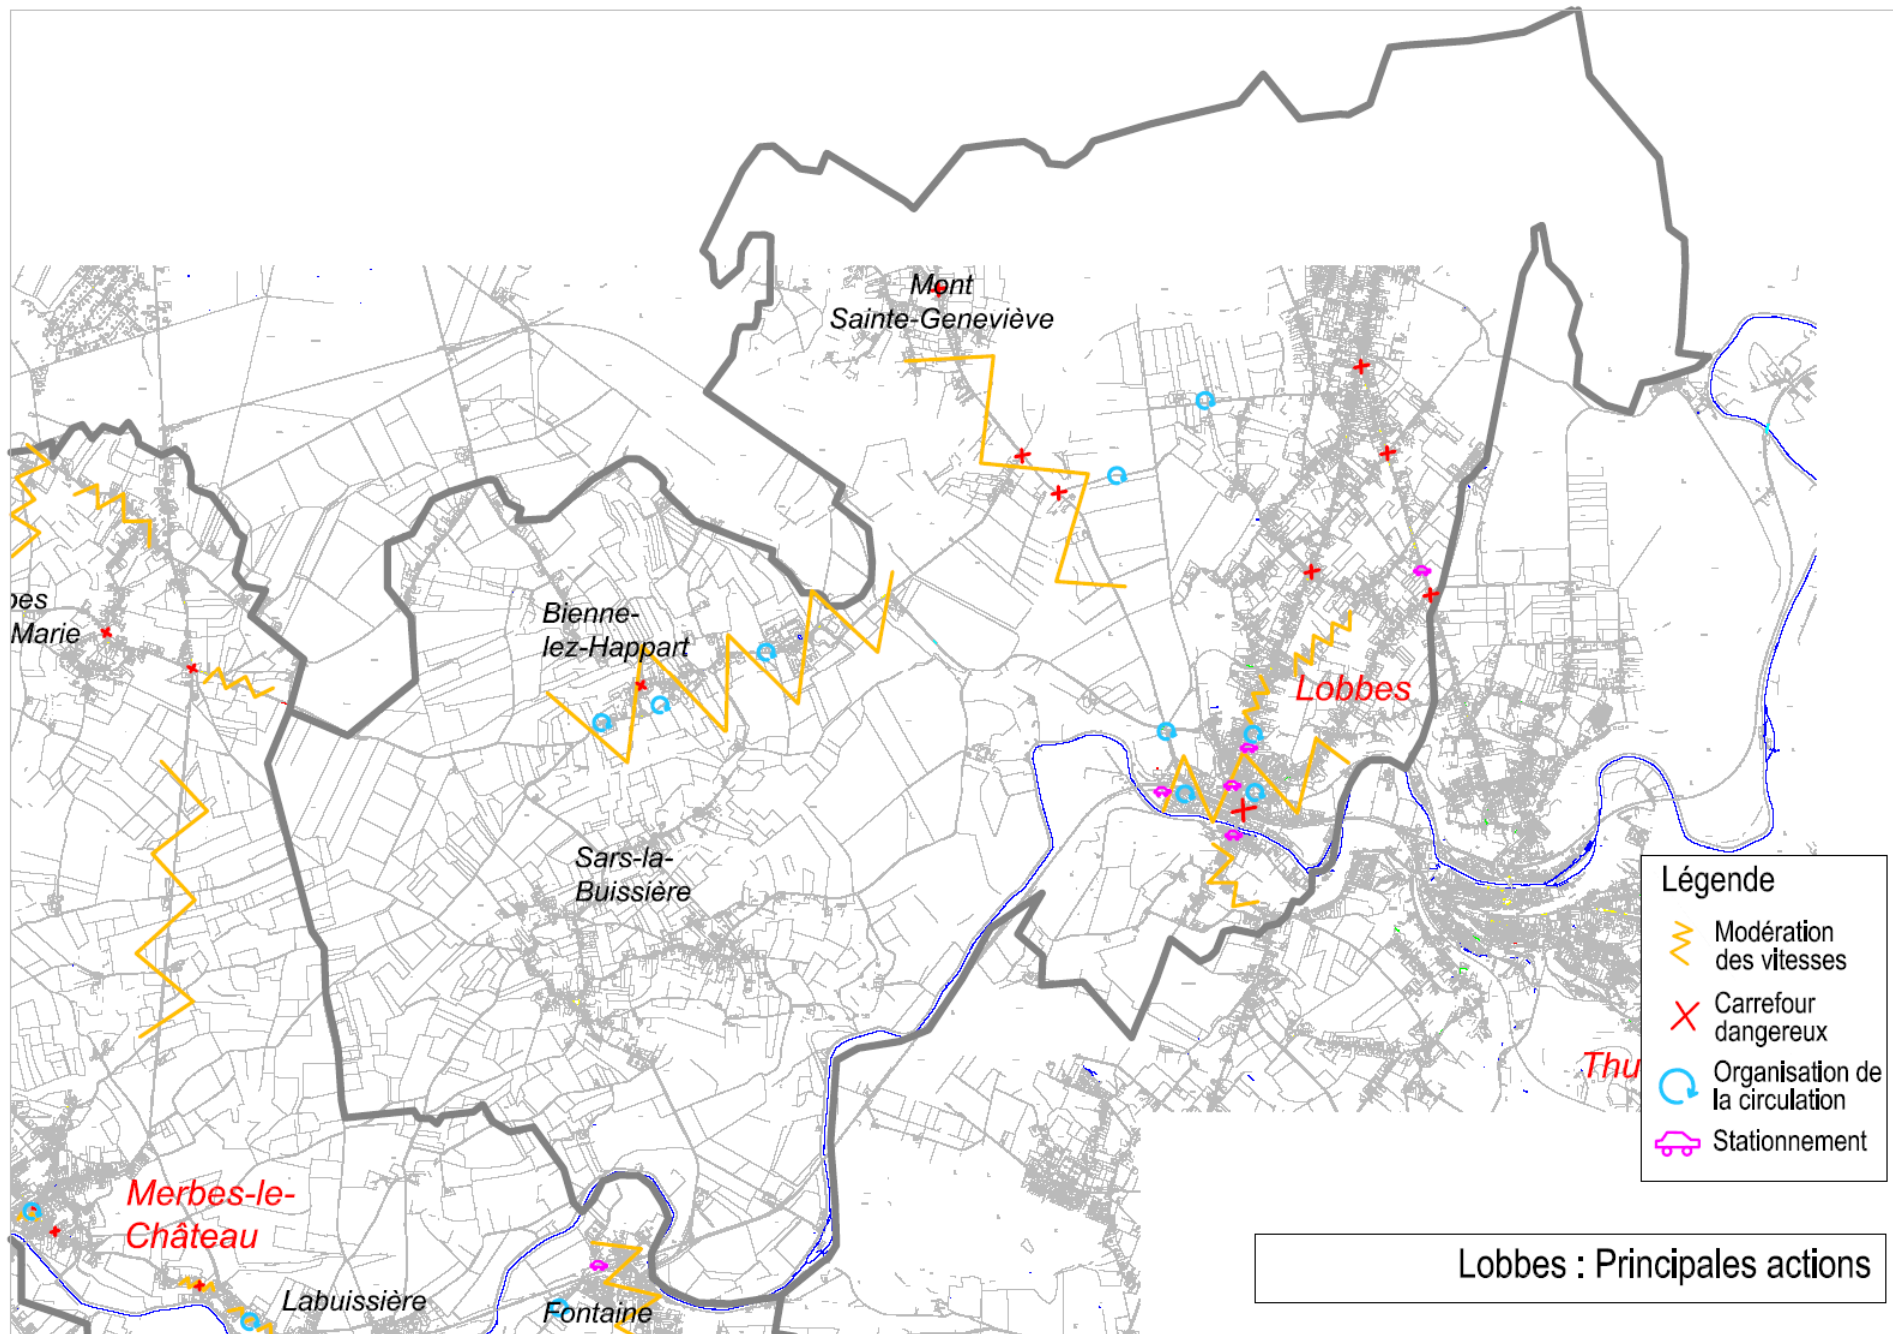 Mont
Sainte-Geneviève
Bienne-
lez-Happart
Marie
Lobbes
Sars-la-
Buissière
Légende
Modération
des vitesses
Carrefour
dangereux
Organisation de
la circulation
Stationnement
Thu
Merbes-le-
Château
Labuissière
Fontaine
Lobbes : Principales actions